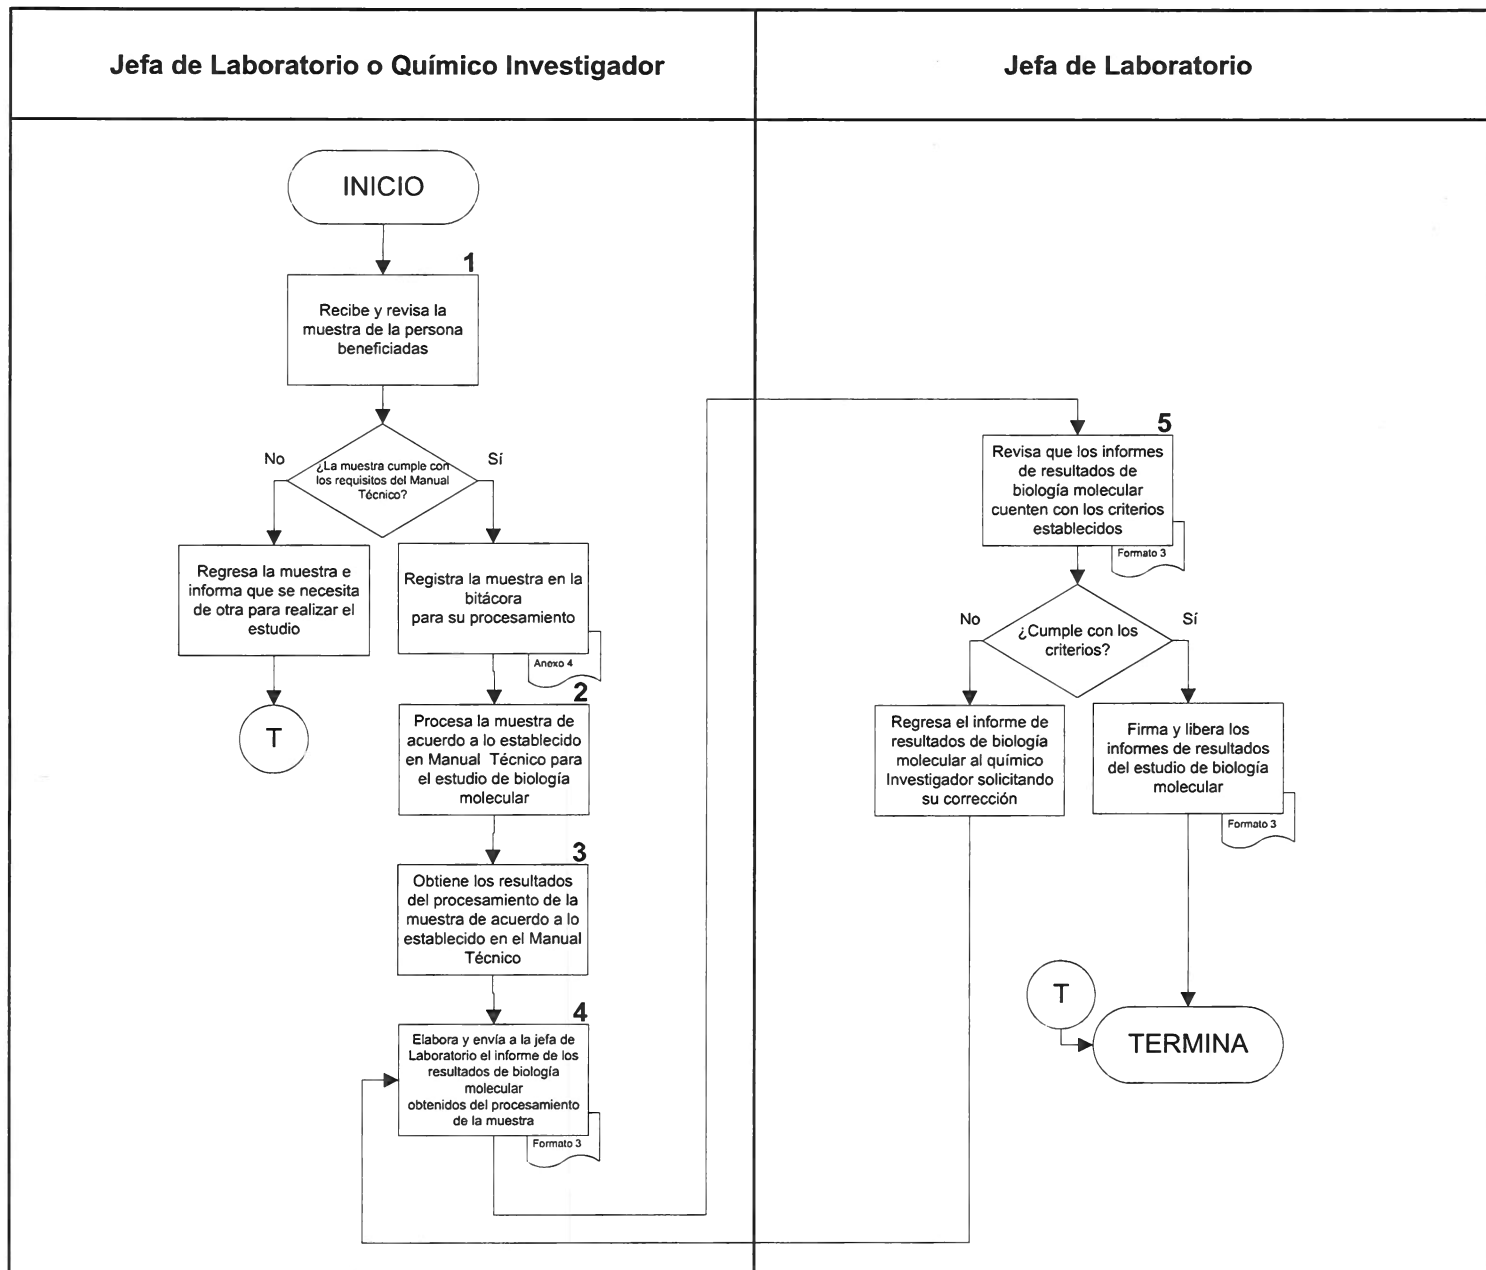 Jefa de Laboratorio o Químico Investigador
Jefa de Laboratorio
INICIO
1
Recibe y revisa la
muestra de la persona
beneficiadas
No
¿La muestra cumple con
los requisitos del Manual
Técnico?
Sí
Regresa la muestra e
informa que se necesita
de otra para realizar el
estudio
T
Registra la muestra en la
bitácora
para su procesamiento
Anexo 4
2
Procesa la muestra de
acuerdo a lo establecido
en Manual Técnico para
el estudio de biología
molecular
3
Obtiene los resultados
del procesamiento de la
muestra de acuerdo a lo
establecido en el Manual
Técnico
4
Elabora y envía a la jefa de
Laboratorio el informe de los
resultados de biología
molecular
obtenidos del procesamiento
de la muestra
Formato 3
5
Revisa que los informes
de resultados de
biología molecular
cuenten con los criterios
establecidos
Formato 3
No
¿Cumple con los
criterios?
Sí
Regresa el informe de
resultados de biología
molecular al químico
Investigador solicitando
su corrección
Firma y libera los
informes de resultados
del estudio de biología
molecular
Formato 3
T
TERMINA